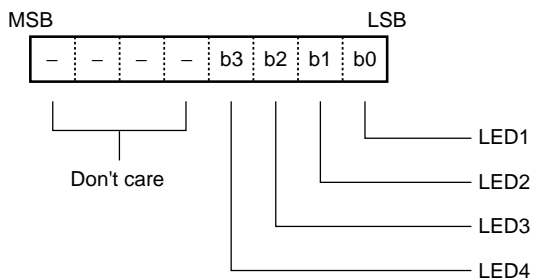 MSB LSB
– – – – b3 b2 b1 b0
LED1
Don't care
LED2
LED3
LED4